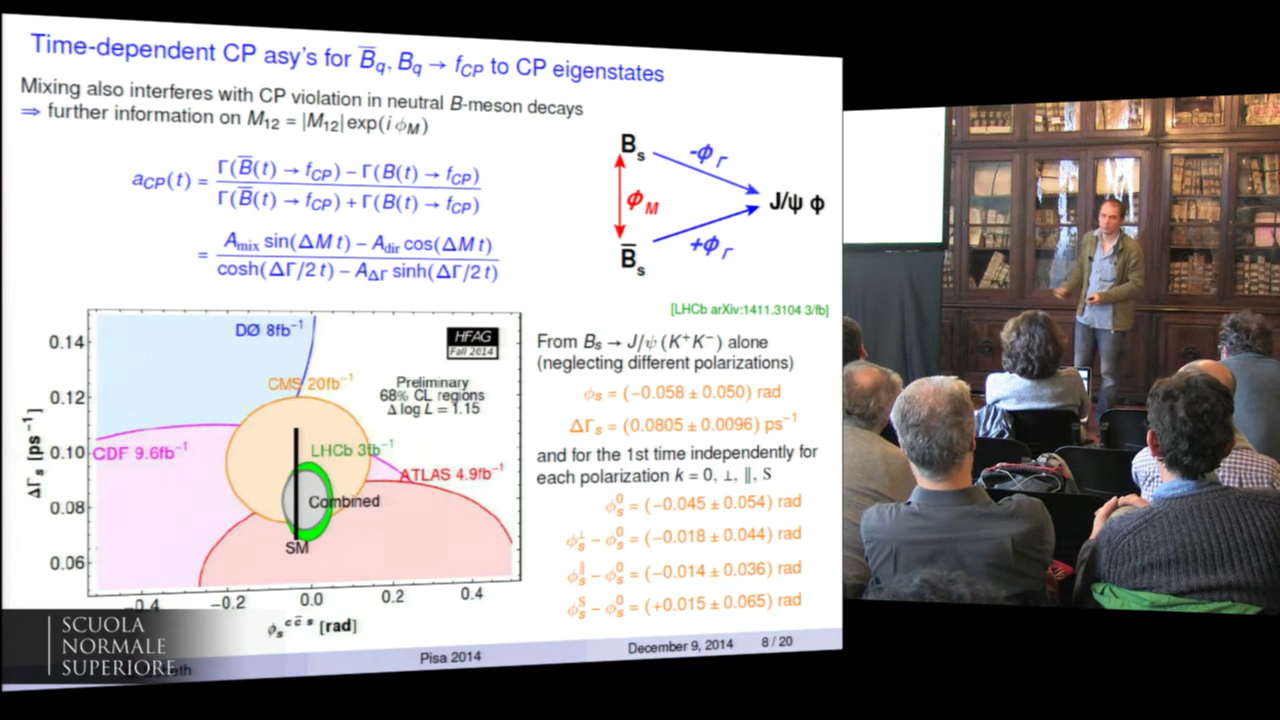 Time-dependent CP asy's for B̅q, Bq → fCP to CP eigenstates
Mixing also interferes with CP violation in neutral B-meson decays
⇒ further information on M12 = |M12| exp(i ϕM)
aCP(t) = Γ(B̅(t) → fCP) − Γ(B(t) → fCP) / Γ(B̅(t) → fCP) + Γ(B(t) → fCP)
= Amix sin(ΔM t) − Adir cos(ΔM t) / cosh(ΔΓ/2 t) − AΔΓ sinh(ΔΓ/2 t)
Bs
-ϕΓ
ϕM
J/ψ ϕ
+ϕΓ
B̅s
[LHCb arXiv:1411.3104 3/fb]
From Bs → J/ψ (K+K−) alone
(neglecting different polarizations)
ϕs = (−0.058 ± 0.050) rad
ΔΓs = (0.0805 ± 0.0096) ps−1
and for the 1st time independently for
each polarization k = 0, ⊥, ∥, S
ϕs0 = (−0.045 ± 0.054) rad
ϕs⊥ − ϕs0 = (−0.018 ± 0.044) rad
ϕs∥ − ϕs0 = (−0.014 ± 0.036) rad
ϕsS − ϕs0 = (+0.015 ± 0.065) rad
DØ 8fb−1
HFAG
Fall 2014
CMS 20fb−1
Preliminary
68% CL regions
Δ log L = 1.15
CDF 9.6fb−1
LHCb 3fb−1
ATLAS 4.9fb−1
Combined
SM
ΔΓs [ps−1]
0.14
0.12
0.10
0.08
0.06
−0.4
−0.2
0.0
0.2
0.4
ϕs cc̅s [rad]
Pisa 2014
December 9, 2014
8 / 20
SCUOLA
NORMALE
SUPERIORE